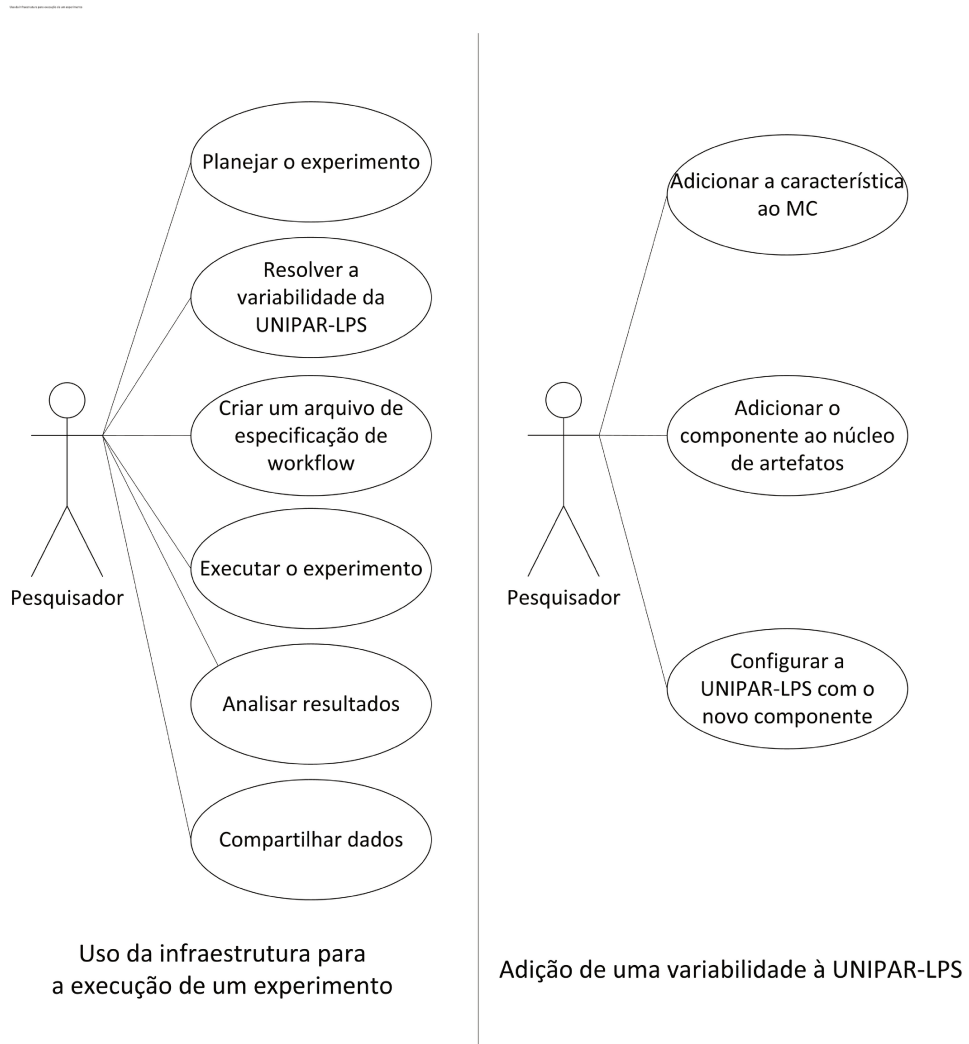 Planejar o experimento
Resolver a
variabilidade da
UNIPAR-LPS
Criar um arquivo de
especificação de
workflow
Executar o experimento
Analisar resultados
Compartilhar dados
Pesquisador
Uso da infraestrutura para
a execução de um experimento
Adicionar a característica
ao MC
Adicionar o
componente ao núcleo
de artefatos
Configurar a
UNIPAR-LPS com o
novo componente
Pesquisador
Adição de uma variabilidade à UNIPAR-LPS